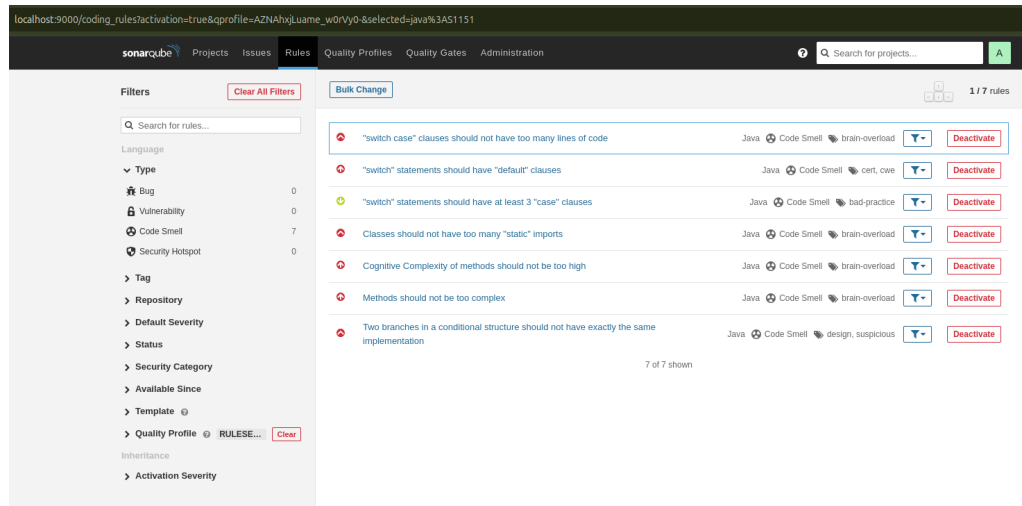 localhost:9000/coding_rules?activation=true&qprofile=AZNAhxjLuame_w0rVy0-&selected=java%3AS1151
sonarqube Projects Issues Rules Quality Profiles Quality Gates Administration Search for projects... A
Filters Clear All Filters Bulk Change 1 / 7 rules
Search for rules...
Language
Type
Bug 0
Vulnerability 0
Code Smell 7
Security Hotspot 0
Tag
Repository
Default Severity
Status
Security Category
Available Since
Template
Quality Profile RULESE... Clear
Inheritance
Activation Severity
"switch case" clauses should not have too many lines of code Java Code Smell brain-overload Deactivate
"switch" statements should have "default" clauses Java Code Smell cert, cwe Deactivate
"switch" statements should have at least 3 "case" clauses Java Code Smell bad-practice Deactivate
Classes should not have too many "static" imports Java Code Smell brain-overload Deactivate
Cognitive Complexity of methods should not be too high Java Code Smell brain-overload Deactivate
Methods should not be too complex Java Code Smell brain-overload Deactivate
Two branches in a conditional structure should not have exactly the same
implementation Java Code Smell design, suspicious Deactivate
7 of 7 shown